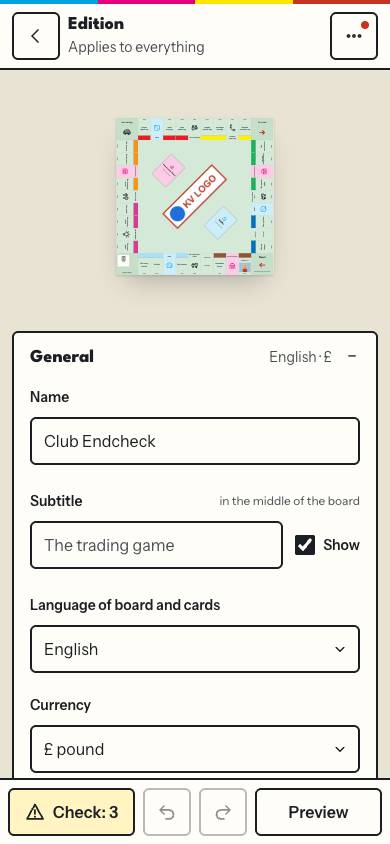 Edition
Applies to everything
KV LOGO
General
English · £
Name
Club Endcheck
Subtitle
in the middle of the board
The trading game
Show
Language of board and cards
English
Currency
£ pound
Check: 3
Preview